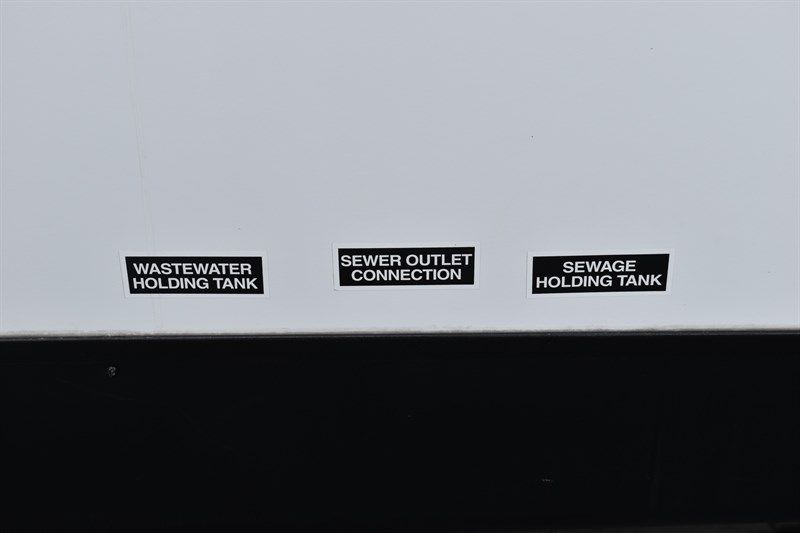 WASTEWATER
HOLDING TANK
SEWER OUTLET
CONNECTION
SEWAGE
HOLDING TANK